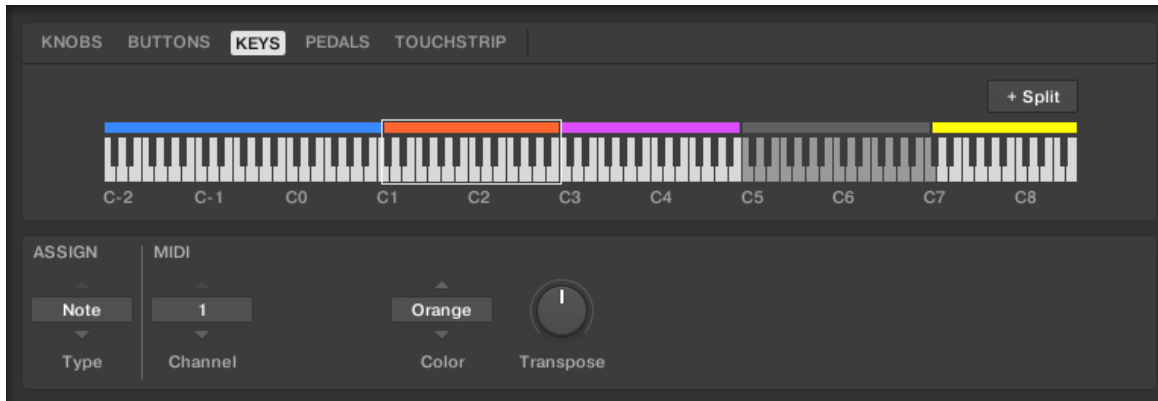 KNOBS BUTTONS KEYS PEDALS TOUCHSTRIP
+ Split
C-2 C-1 C0 C1 C2 C3 C4 C5 C6 C7 C8
ASSIGN MIDI
Note 1 Orange
Type Channel Color Transpose